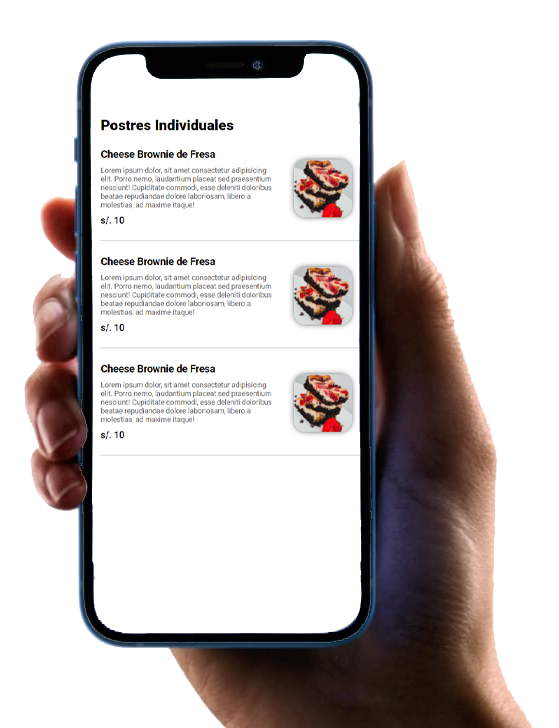 Postres Individuales
Cheese Brownie de Fresa
Lorem ipsum dolor, sit amet consectetur adipisicing
elit. Porro nemo, laudantium placeat sed praesentium
nesciunt! Cupiditate commodi, esse deleniti doloribus
beatae repudiandae dolore laboriosam, libero a
molestias, ad maxime itaque!
s/. 10
Cheese Brownie de Fresa
Lorem ipsum dolor, sit amet consectetur adipisicing
elit. Porro nemo, laudantium placeat sed praesentium
nesciunt! Cupiditate commodi, esse deleniti doloribus
beatae repudiandae dolore laboriosam, libero a
molestias, ad maxime itaque!
s/. 10
Cheese Brownie de Fresa
Lorem ipsum dolor, sit amet consectetur adipisicing
elit. Porro nemo, laudantium placeat sed praesentium
nesciunt! Cupiditate commodi, esse deleniti doloribus
beatae repudiandae dolore laboriosam, libero a
molestias, ad maxime itaque!
s/. 10